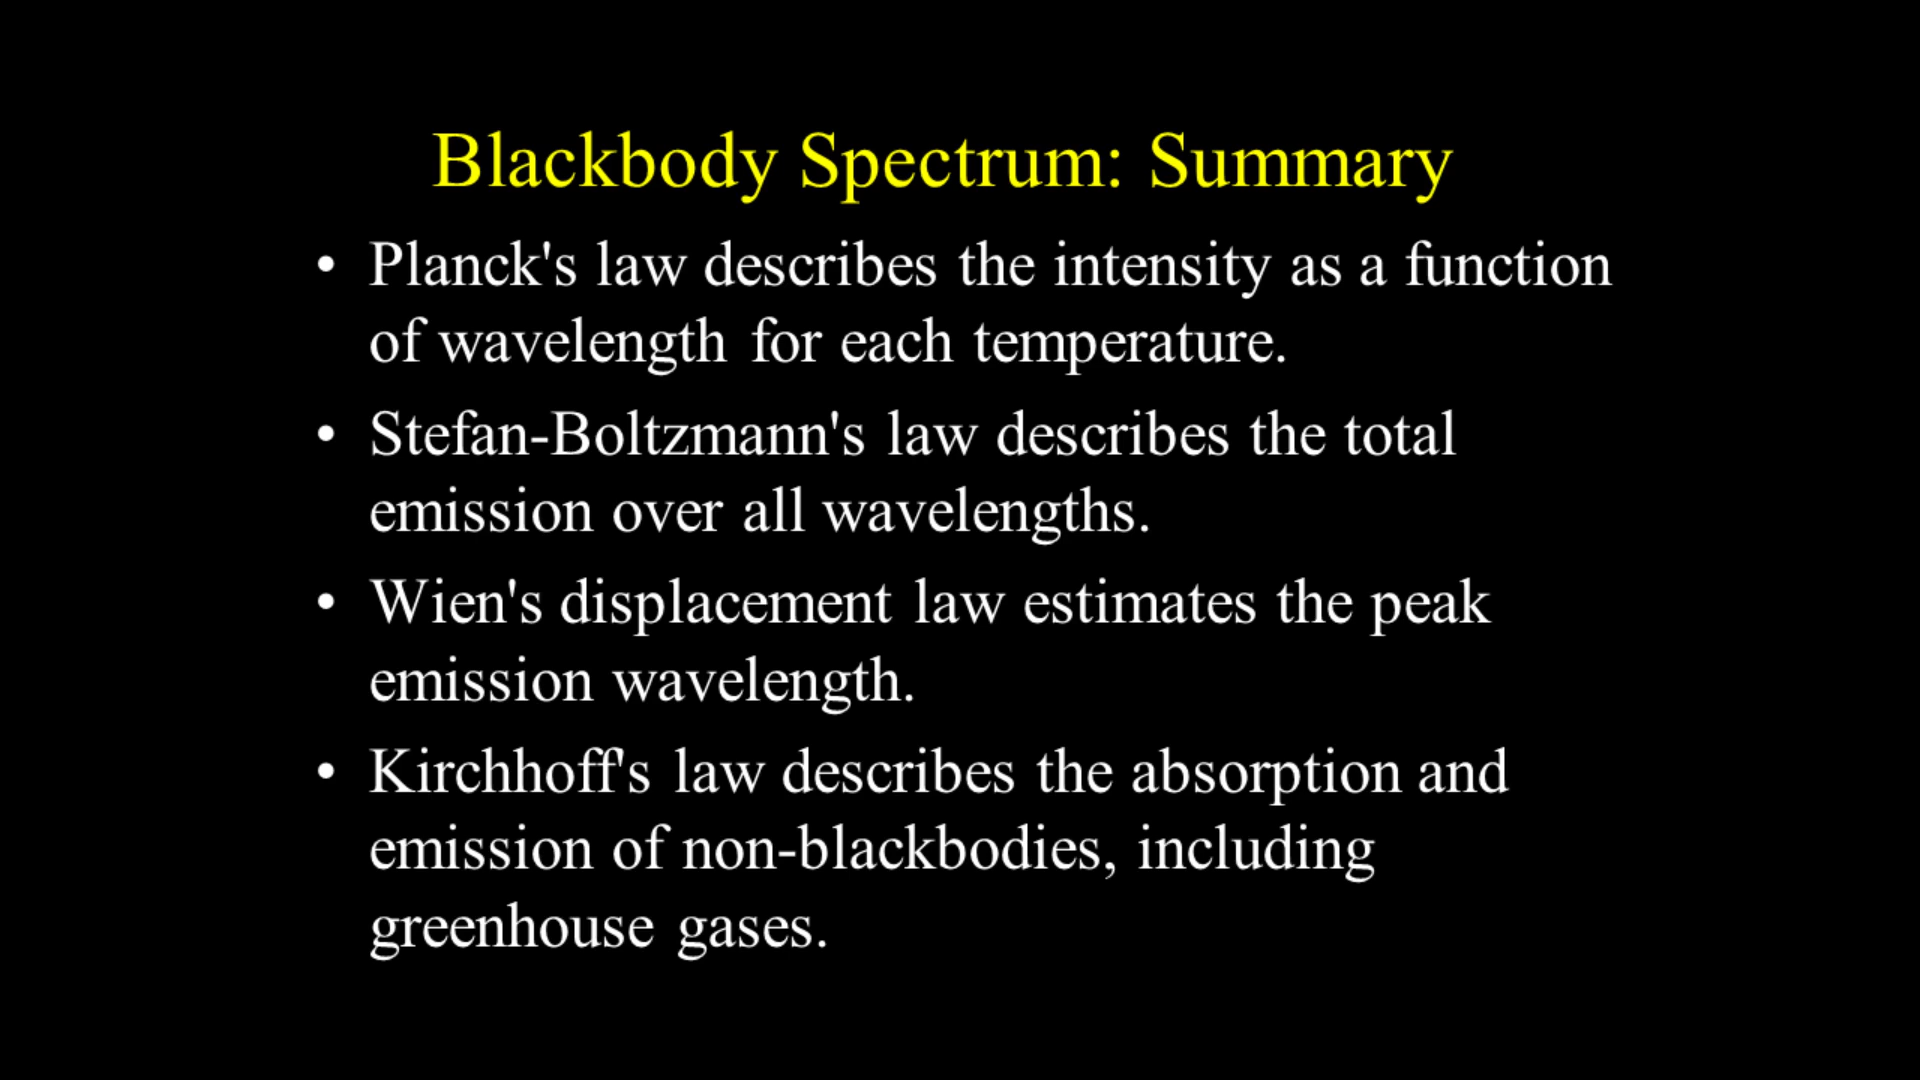 Blackbody Spectrum: Summary
• Planck's law describes the intensity as a function
of wavelength for each temperature.
• Stefan-Boltzmann's law describes the total
emission over all wavelengths.
• Wien's displacement law estimates the peak
emission wavelength.
• Kirchhoff's law describes the absorption and
emission of non-blackbodies, including
greenhouse gases.